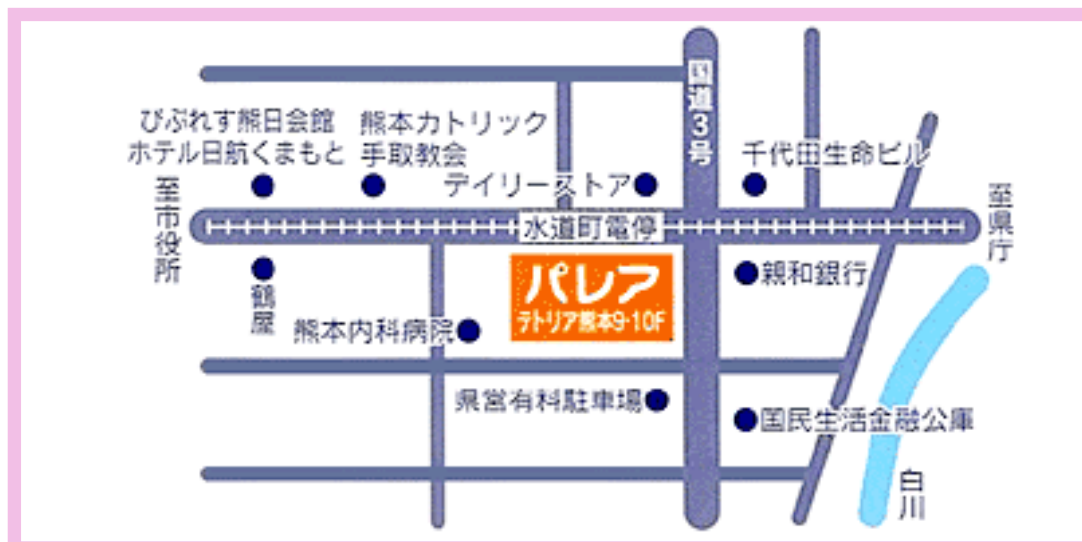 国道3号
びぷれす熊日会館
ホテル日航くまもと
熊本カトリック
手取教会
デイリーストア
千代田生命ビル
至市役所
水道町電停
至県庁
鶴屋
パレア
テトリア熊本9・10F
親和銀行
熊本内科病院
県営有料駐車場
国民生活金融公庫
白川